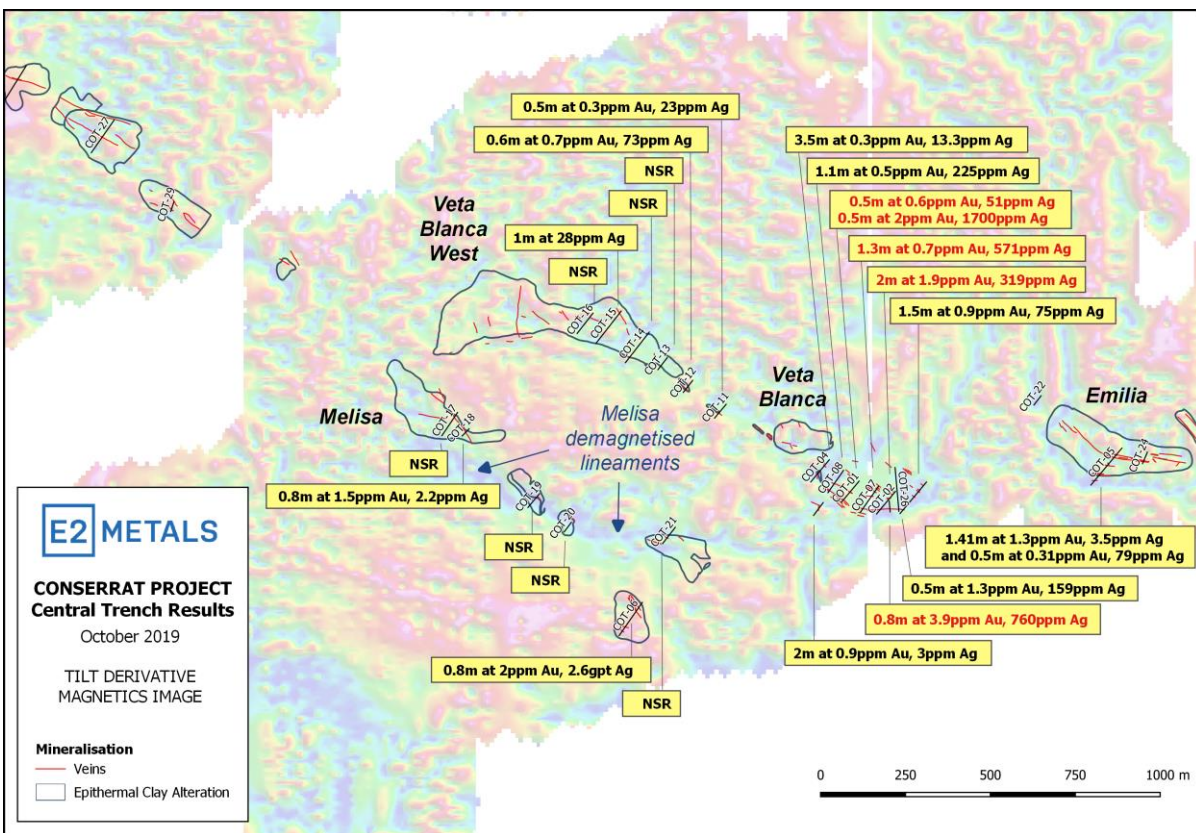 0.5m at 0.3ppm Au, 23ppm Ag
0.6m at 0.7ppm Au, 73ppm Ag
NSR
NSR
1m at 28ppm Ag
NSR
3.5m at 0.3ppm Au, 13.3ppm Ag
1.1m at 0.5ppm Au, 225ppm Ag
0.5m at 0.6ppm Au, 51ppm Ag
0.5m at 2ppm Au, 1700ppm Ag
1.3m at 0.7ppm Au, 571ppm Ag
2m at 1.9ppm Au, 319ppm Ag
1.5m at 0.9ppm Au, 75ppm Ag
COT-27
COT-29
Veta
Blanca
West
COT-16
COT-15
COT-14
COT-13
COT-12
COT-11
Melisa
COT-17
COT-18
Melisa
demagnetised
lineaments
Veta
Blanca
COT-04
COT-08
COT-01
COT-07
COT-02
COT-26
COT-22
Emilia
COT-05
COT-24
NSR
0.8m at 1.5ppm Au, 2.2ppm Ag
COT-19
COT-20
COT-21
NSR
NSR
COT-06
1.41m at 1.3ppm Au, 3.5ppm Ag
and 0.5m at 0.31ppm Au, 79ppm Ag
0.5m at 1.3ppm Au, 159ppm Ag
0.8m at 3.9ppm Au, 760ppm Ag
2m at 0.9ppm Au, 3ppm Ag
0.8m at 2ppm Au, 2.6gpt Ag
NSR
E2 METALS
CONSERRAT PROJECT
Central Trench Results
October 2019
TILT DERIVATIVE
MAGNETICS IMAGE
Mineralisation
Veins
Epithermal Clay Alteration
0 250 500 750 1000 m